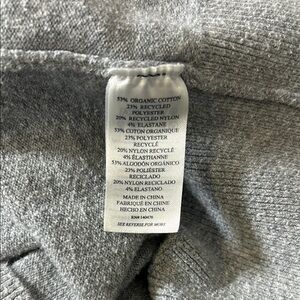 53% ORGANIC COTTON
23% RECYCLED
POLYESTER
20% RECYCLED NYLON
4% ELASTANE
53% COTON ORGANIQUE
23% POLYESTER
RECYCLÉ
20% NYLON RECYCLÉ
4% ÉLASTHANNE
53% ALGODÓN ORGÁNICO
23% POLIÉSTER
RECICLADO
20% NYLON RECICLADO
4% ELASTANO
MADE IN CHINA
FABRIQUÉ EN CHINE
HECHO EN CHINA
SEE REVERSE FOR MORE